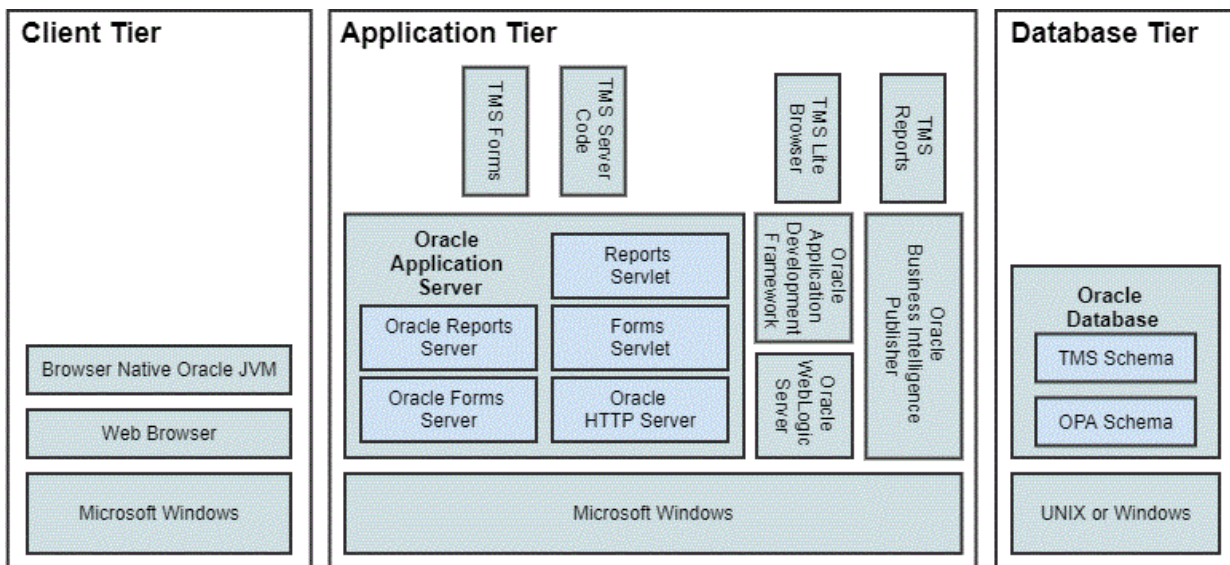 Client Tier
Browser Native Oracle JVM
Web Browser
Microsoft Windows
Application Tier
TMS Forms
TMS Server
Code
TMS Lite
Browser
TMS
Reports
Oracle
Application
Server
Reports
Servlet
Oracle Reports
Server
Forms
Servlet
Oracle Forms
Server
Oracle
HTTP Server
Oracle
Application
Development
Framework
Oracle
WebLogic
Server
Oracle
Business Intelligence
Publisher
Microsoft Windows
Database Tier
Oracle
Database
TMS Schema
OPA Schema
UNIX or Windows